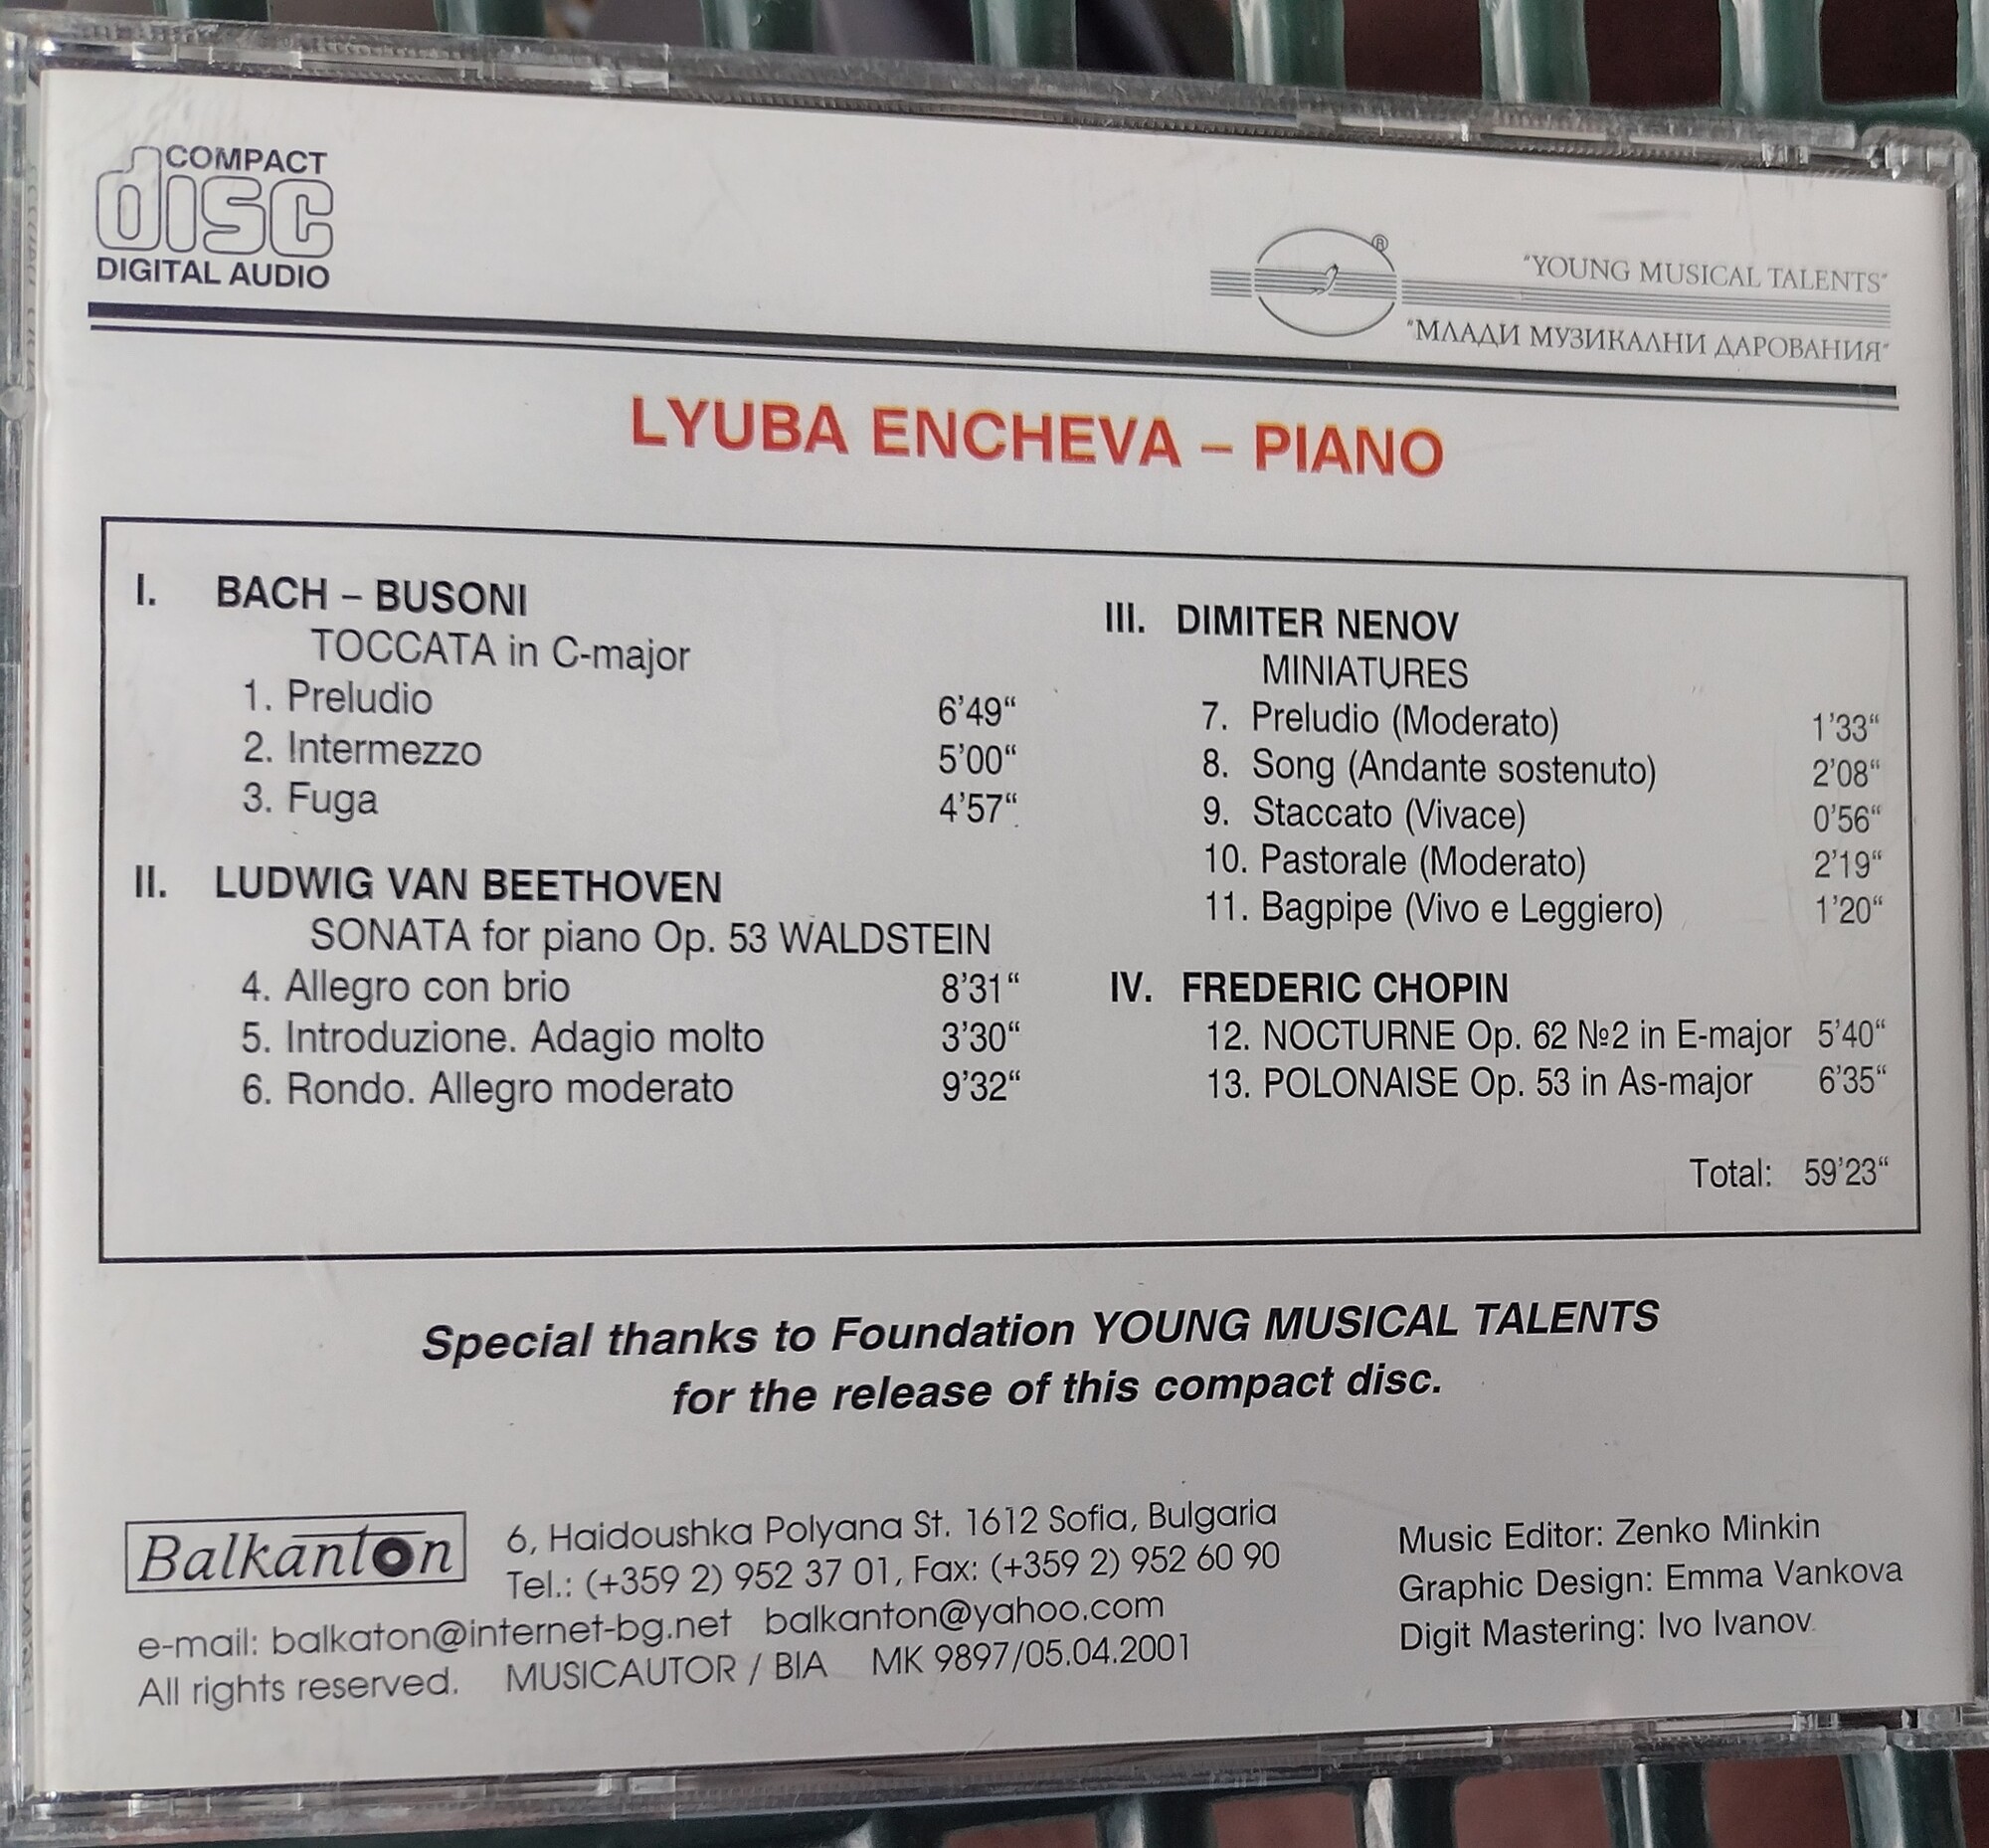 COMPACT
disc
DIGITAL AUDIO
®
"YOUNG MUSICAL TALENTS"
"МЛАДИ МУЗИКАЛНИ ДАРОВАНИЯ"
LYUBA ENCHEVA – PIANO
I. BACH – BUSONI
TOCCATA in C-major
1. Preludio 6’49“
2. Intermezzo 5’00“
3. Fuga 4’57“
II. LUDWIG VAN BEETHOVEN
SONATA for piano Op. 53 WALDSTEIN
4. Allegro con brio 8’31“
5. Introduzione. Adagio molto 3’30“
6. Rondo. Allegro moderato 9’32“
III. DIMITER NENOV
MINIATURES
7. Preludio (Moderato) 1’33“
8. Song (Andante sostenuto) 2’08“
9. Staccato (Vivace) 0’56“
10. Pastorale (Moderato) 2’19“
11. Bagpipe (Vivo e Leggiero) 1’20“
IV. FREDERIC CHOPIN
12. NOCTURNE Op. 62 №2 in E-major 5’40“
13. POLONAISE Op. 53 in As-major 6’35“
Total: 59’23“
Special thanks to Foundation YOUNG MUSICAL TALENTS
for the release of this compact disc.
Balkanton
6, Haidoushka Polyana St. 1612 Sofia, Bulgaria
Tel.: (+359 2) 952 37 01, Fax: (+359 2) 952 60 90
e-mail: balkaton@internet-bg.net balkanton@yahoo.com
All rights reserved. MUSICAUTOR / BIA MK 9897/05.04.2001
Music Editor: Zenko Minkin
Graphic Design: Emma Vankova
Digit Mastering: Ivo Ivanov